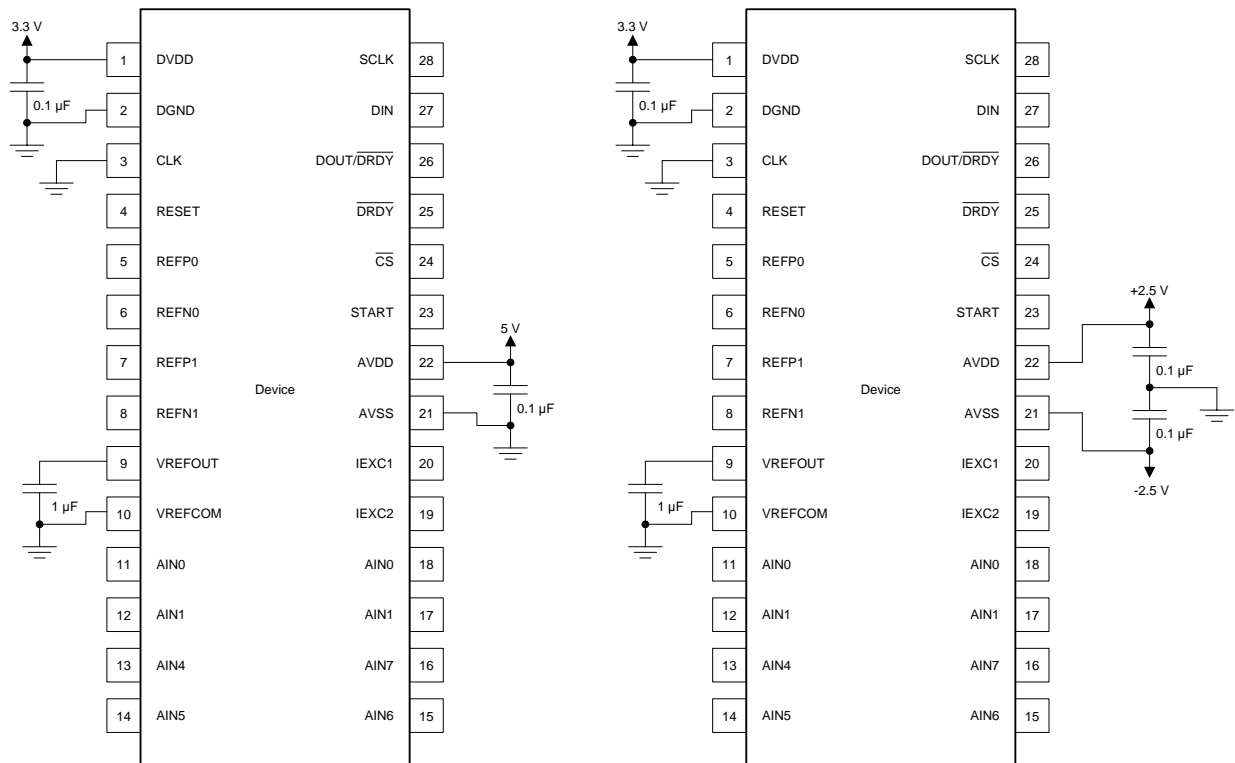 3.3 V
0.1 µF
1 DVDD SCLK 28
2 DGND DIN 27
3 CLK DOUT/DRDY 26
4 RESET DRDY 25
5 REFP0 CS 24
6 REFN0 START 23
7 REFP1 AVDD 22
Device
8 REFN1 AVSS 21
9 VREFOUT IEXC1 20
10 VREFCOM IEXC2 19
11 AIN0 AIN0 18
12 AIN1 AIN1 17
13 AIN4 AIN7 16
14 AIN5 AIN6 15
1 µF
5 V
0.1 µF
3.3 V
0.1 µF
1 DVDD SCLK 28
2 DGND DIN 27
3 CLK DOUT/DRDY 26
4 RESET DRDY 25
5 REFP0 CS 24
6 REFN0 START 23
7 REFP1 AVDD 22
Device
8 REFN1 AVSS 21
9 VREFOUT IEXC1 20
10 VREFCOM IEXC2 19
11 AIN0 AIN0 18
12 AIN1 AIN1 17
13 AIN4 AIN7 16
14 AIN5 AIN6 15
1 µF
+2.5 V
0.1 µF
0.1 µF
-2.5 V